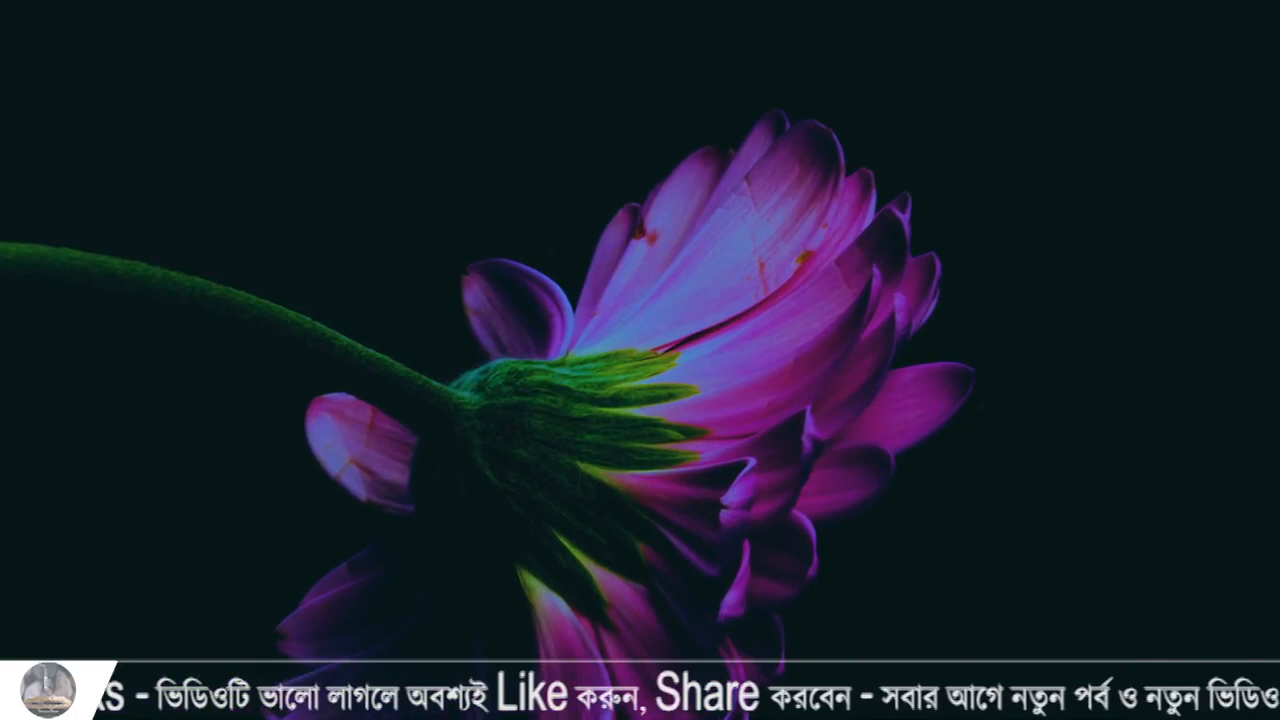 - ভিডিওটি ভালো লাগলে অবশ্যই Like করুন, Share করবেন - সবার আগে নতুন পর্ব ও নতুন ভিডিও